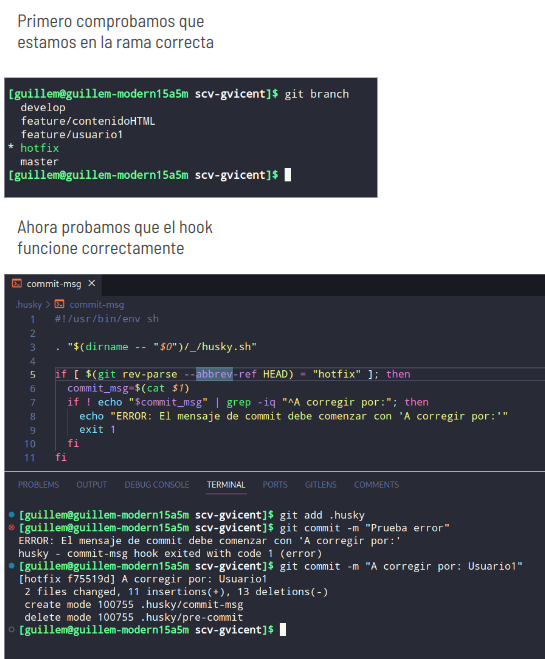 Primero comprobamos que
estamos en la rama correcta
[guillem@guillem-modern15a5m scv-gvicent]$ git branch
  develop
  feature/contenidoHTML
  feature/usuario1
* hotfix
  master
[guillem@guillem-modern15a5m scv-gvicent]$
Ahora probamos que el hook
funcione correctamente
commit-msg ×
.husky > commit-msg
1 #!/usr/bin/env sh
2
3 . "$(dirname -- "$0")/_/husky.sh"
4
5 if [ $(git rev-parse --abbrev-ref HEAD) = "hotfix" ]; then
6   commit_msg=$(cat $1)
7   if ! echo "$commit_msg" | grep -iq "^A corregir por:"; then
8     echo "ERROR: El mensaje de commit debe comenzar con 'A corregir por:'"
9     exit 1
10   fi
11 fi
PROBLEMS OUTPUT DEBUG CONSOLE TERMINAL PORTS GITLENS COMMENTS
[guillem@guillem-modern15a5m scv-gvicent]$ git add .husky
[guillem@guillem-modern15a5m scv-gvicent]$ git commit -m "Prueba error"
ERROR: El mensaje de commit debe comenzar con 'A corregir por:'
husky - commit-msg hook exited with code 1 (error)
[guillem@guillem-modern15a5m scv-gvicent]$ git commit -m "A corregir por: Usuario1"
[hotfix f75519d] A corregir por: Usuario1
 2 files changed, 11 insertions(+), 13 deletions(-)
 create mode 100755 .husky/commit-msg
 delete mode 100755 .husky/pre-commit
[guillem@guillem-modern15a5m scv-gvicent]$